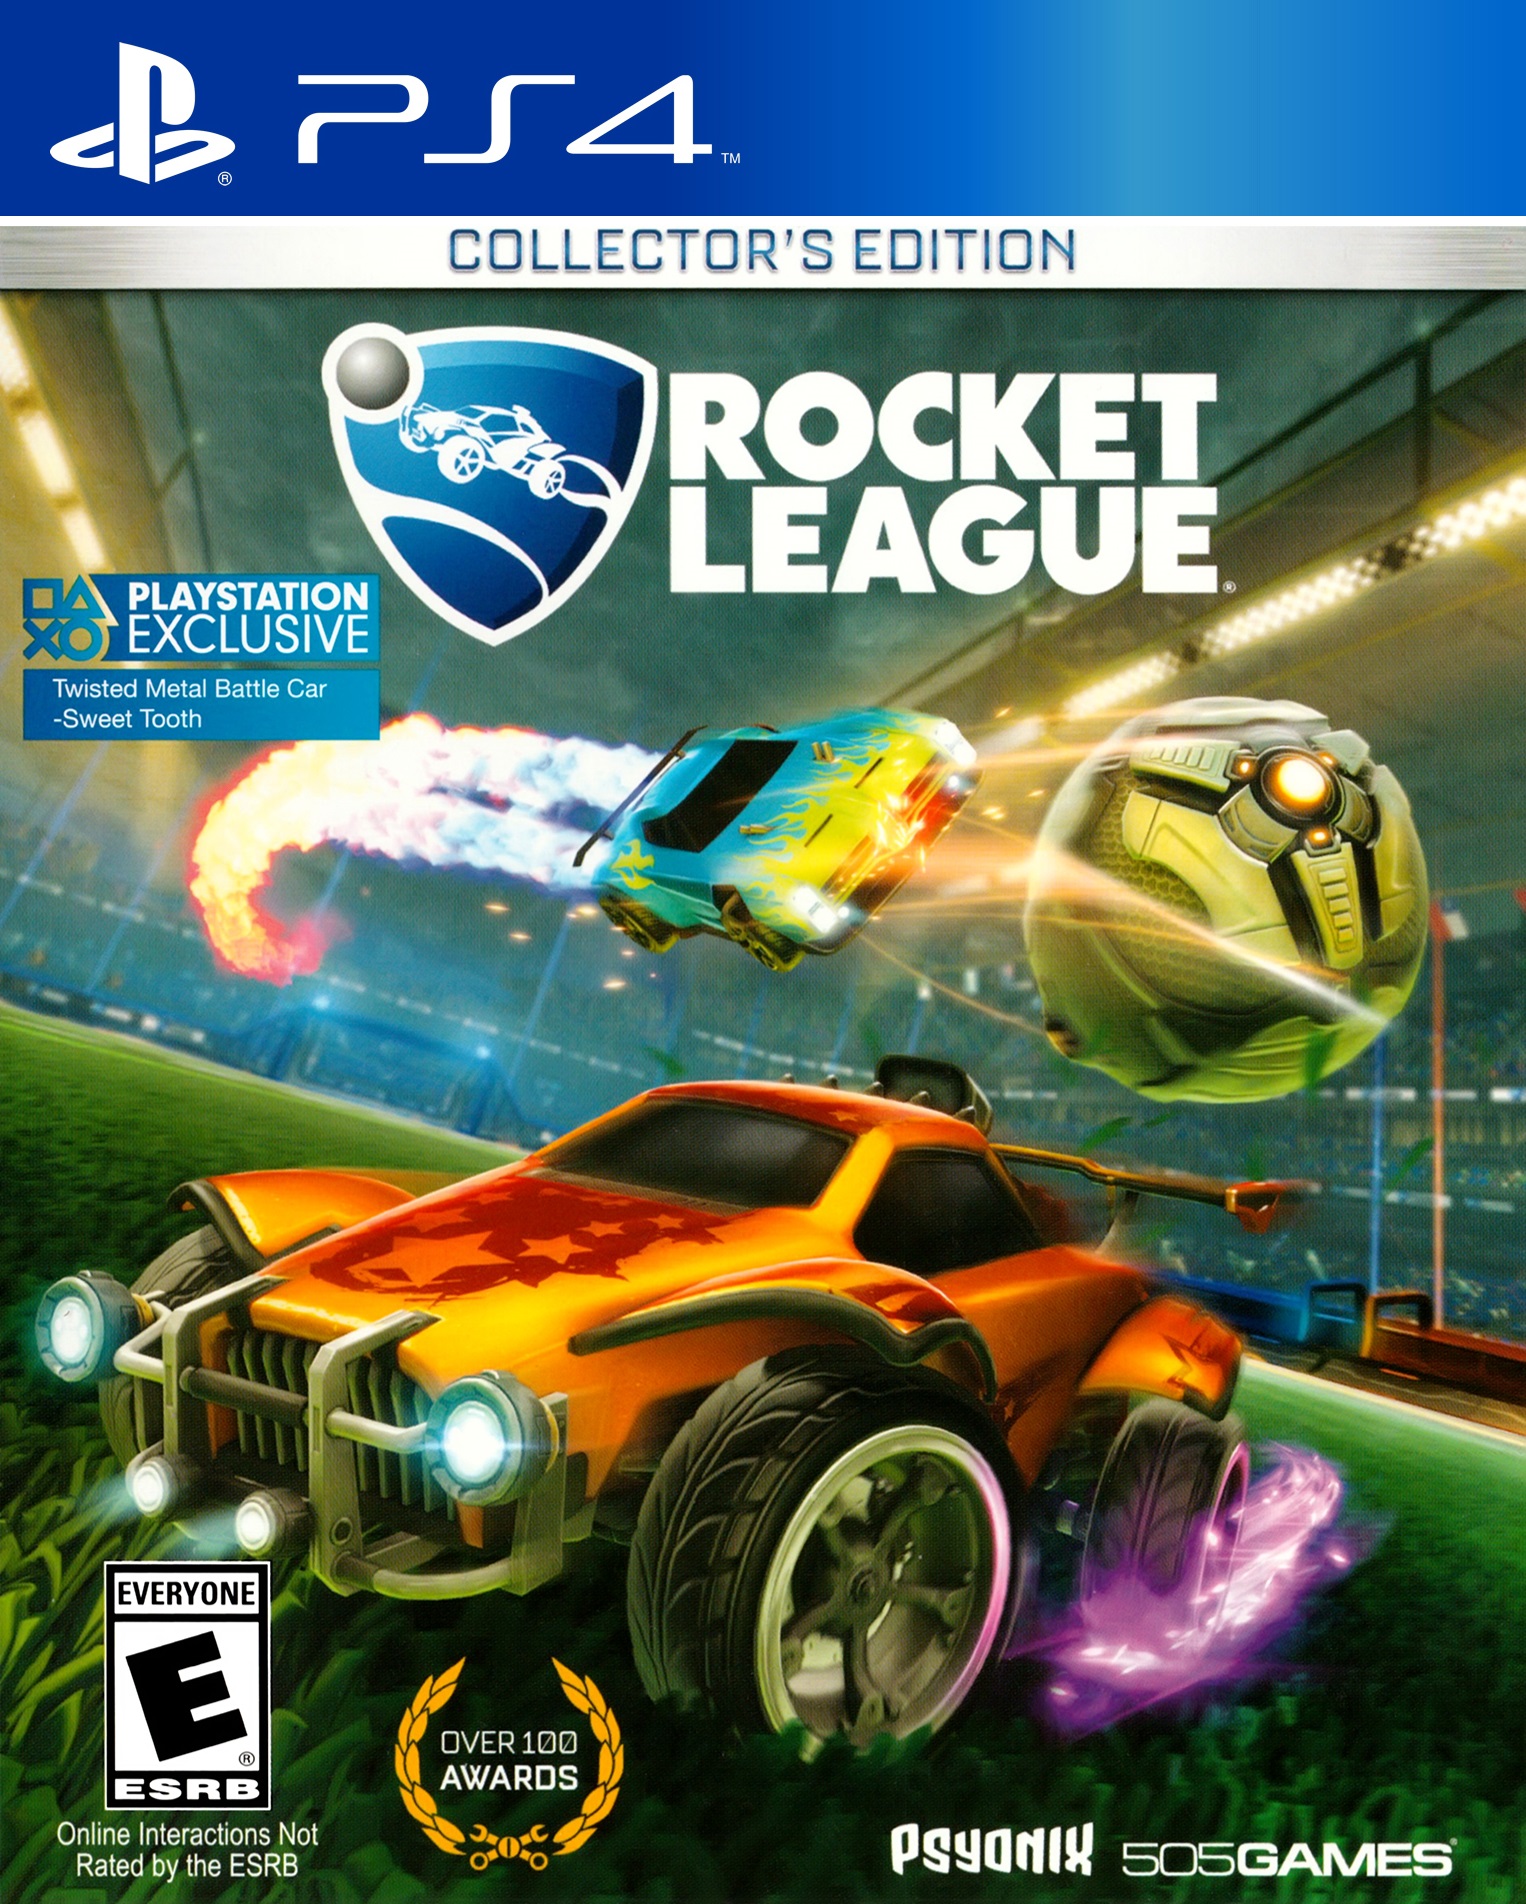 PS4™
COLLECTOR'S EDITION
ROCKET
LEAGUE®
PLAYSTATION
EXCLUSIVE
Twisted Metal Battle Car
-Sweet Tooth
EVERYONE
E
®
ESRB
Online Interactions Not
Rated by the ESRB
OVER 100
AWARDS
PSYONIX
505GAMES®